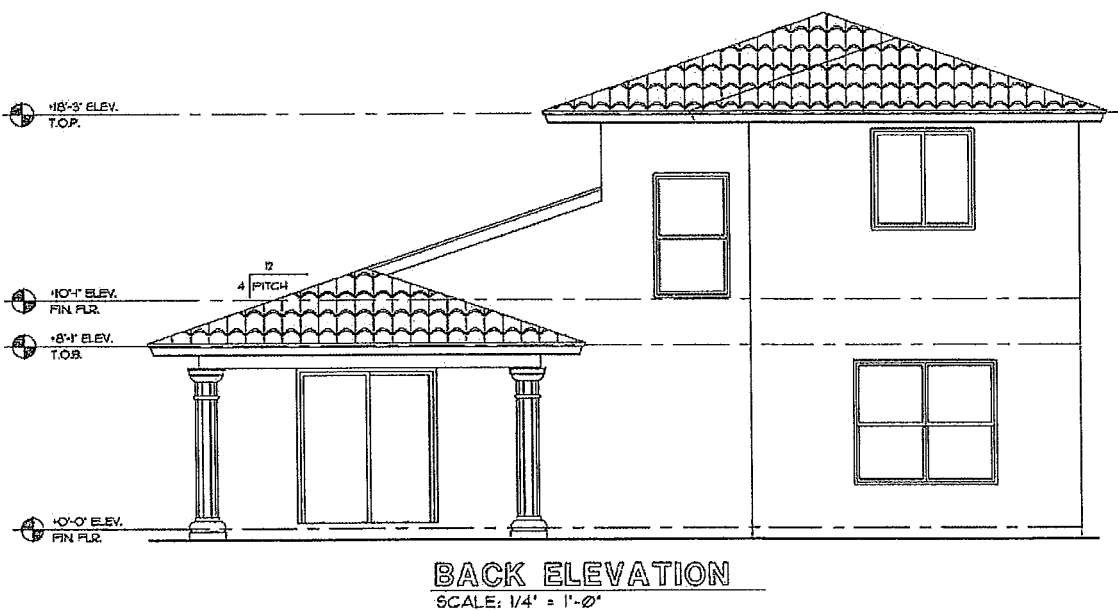 +18'-3" ELEV.
T.O.P.
12
4 PITCH
+10'-1" ELEV.
FIN. FLR.
+8'-1" ELEV.
T.O.B.
+0'-0" ELEV.
FIN. FLR.
BACK ELEVATION
SCALE: 1/4" = 1'-0"